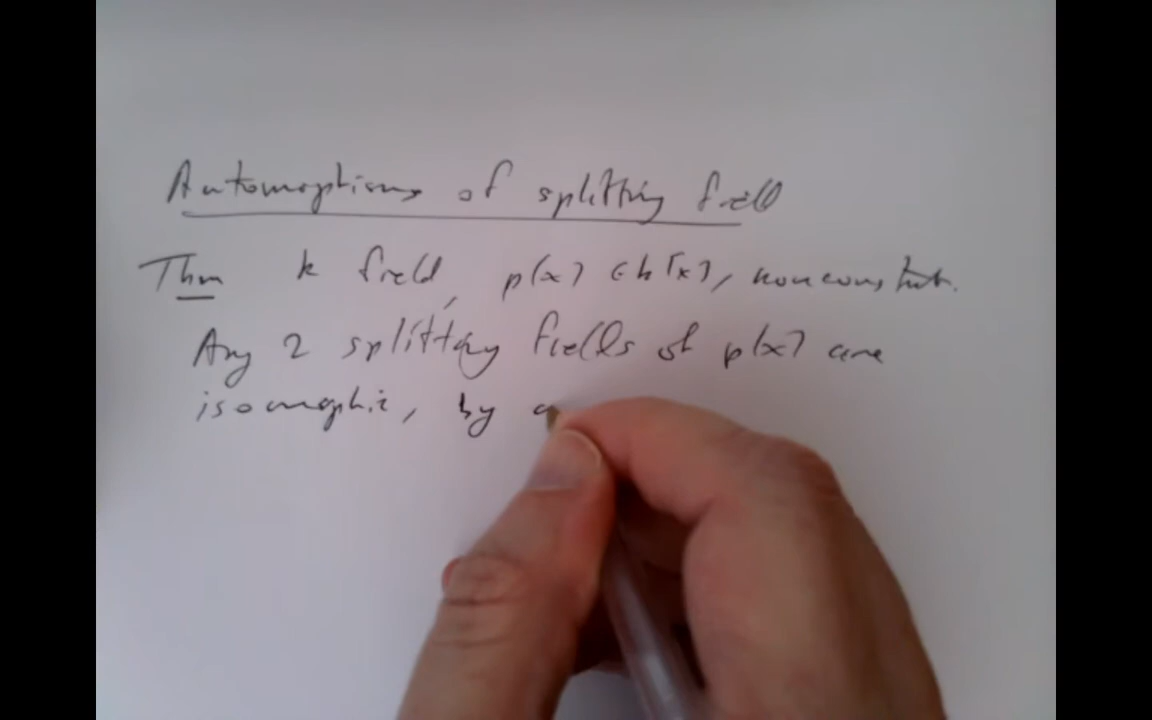 Automorphisms of splitting field
Thm k field, p(x) ∈ k[x], nonconstant.
Any 2 splitting fields of p(x) are
isomorphic, by a